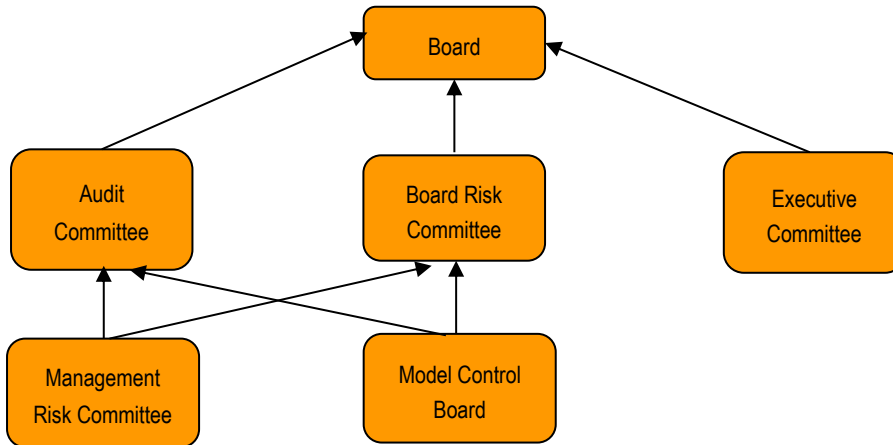 Board
Audit
Committee
Board Risk
Committee
Executive
Committee
Management
Risk Committee
Model Control
Board